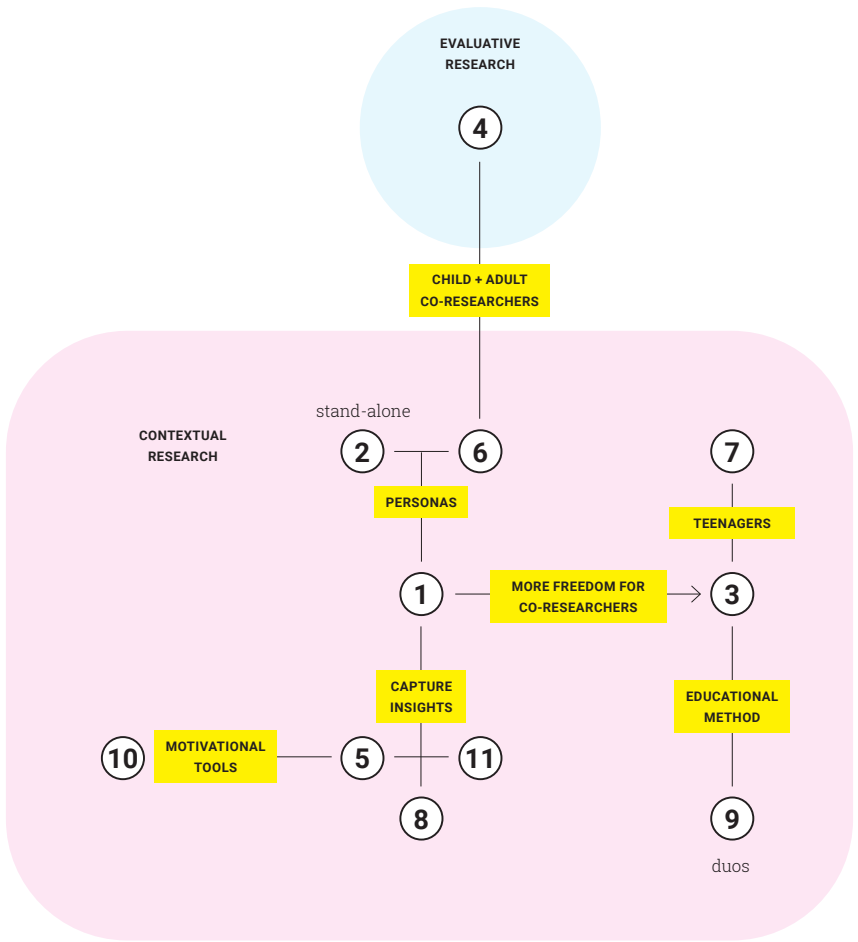 EVALUATIVE
RESEARCH
4
CHILD + ADULT
CO-RESEARCHERS
stand-alone
CONTEXTUAL
RESEARCH
2
6
7
PERSONAS
TEENAGERS
1
MORE FREEDOM FOR
CO-RESEARCHERS
3
CAPTURE
INSIGHTS
EDUCATIONAL
METHOD
10
MOTIVATIONAL
TOOLS
5
11
8
9
duos